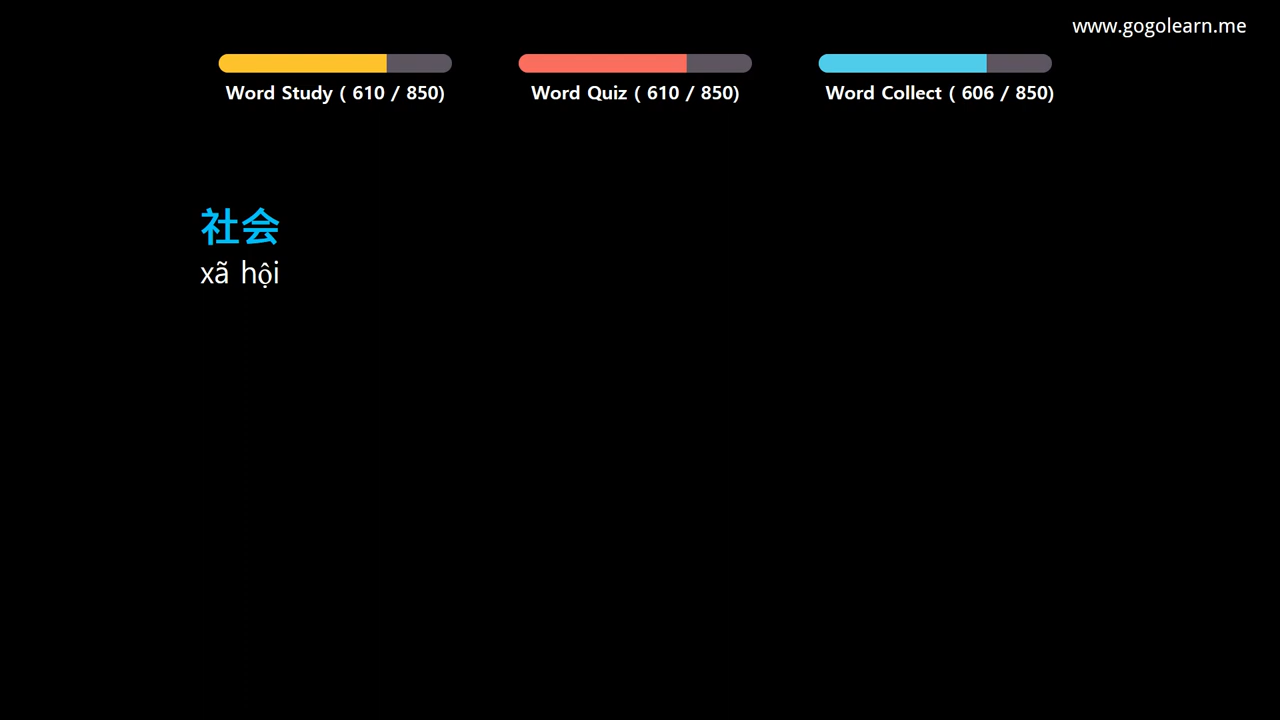 www.gogolearn.me
Word Study ( 610 / 850)
Word Quiz ( 610 / 850)
Word Collect ( 606 / 850)
社会
xã hội